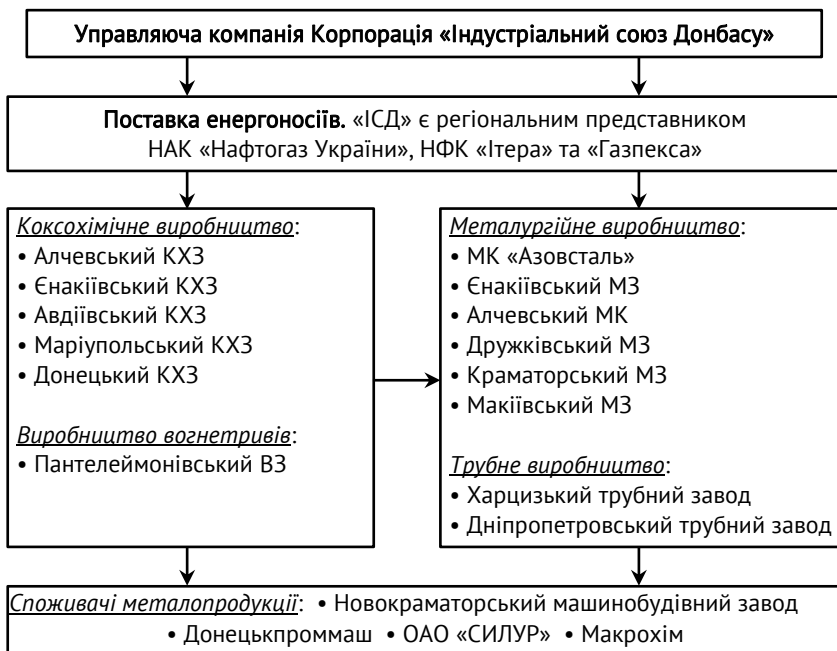 Управляюча компанія Корпорація «Індустріальний союз Донбасу»
Поставка енергоносіїв. «ІСД» є регіональним представником
НАК «Нафтогаз України», НФК «Ітера» та «Газпекса»
Коксохімічне виробництво:
• Алчевський КХЗ
• Єнакіївський КХЗ
• Авдіївський КХЗ
• Маріупольський КХЗ
• Донецький КХЗ
Виробництво вогнетривів:
• Пантелеймонівський ВЗ
Металургійне виробництво:
• МК «Азовсталь»
• Єнакіївський МЗ
• Алчевський МК
• Дружківський МЗ
• Краматорський МЗ
• Макіївський МЗ
Трубне виробництво:
• Харцизький трубний завод
• Дніпропетровський трубний завод
Споживачі металопродукції: • Новокраматорський машинобудівний завод
• Донецькпроммаш • ОАО «СИЛУР» • Макрохім